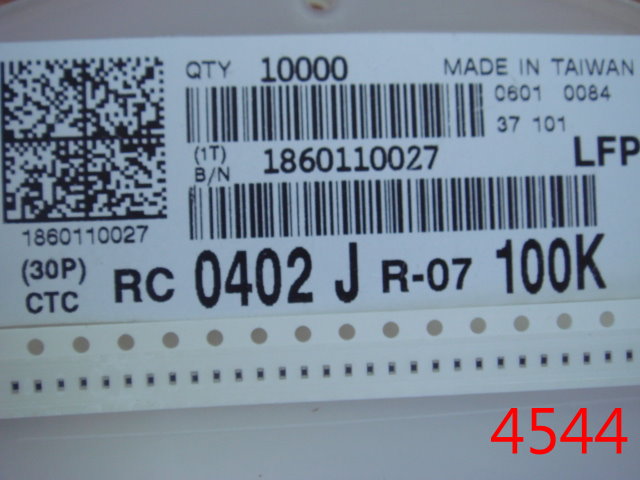 QTY 10000 MADE IN TAIWAN
0601 0084
37 101
(1T)
B/N 1860110027 LFP
1860110027
(30P)
CTC RC 0402 J R-07 100K
4544